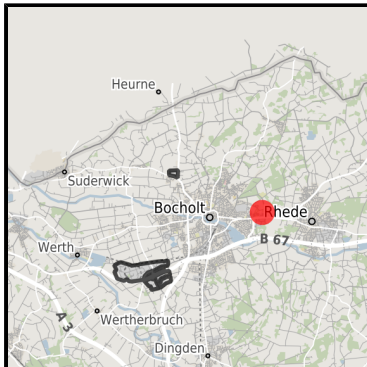 Heurne
Suderwick
Bocholt
Rhede
B 67
Werth
A 3
Wertherbruch
Dingden